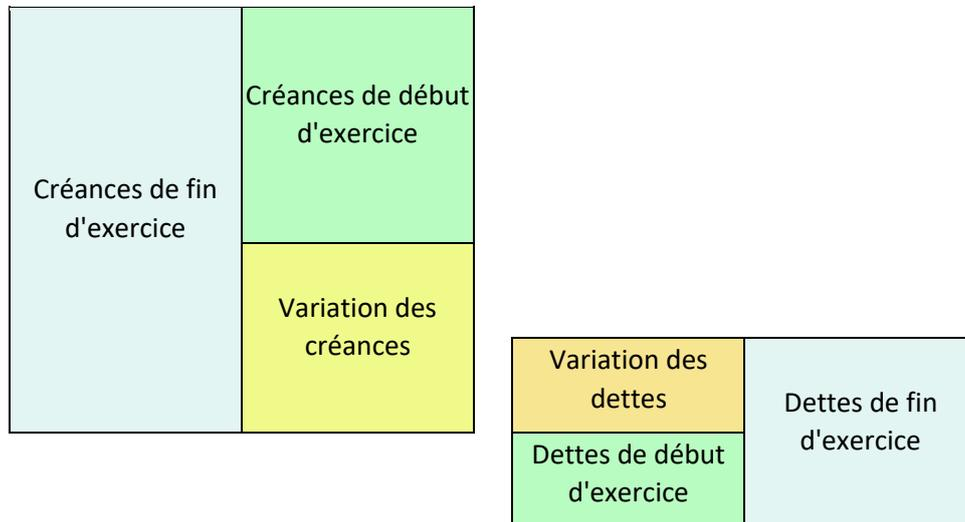 Créances de fin
d'exercice
Créances de début
d'exercice
Variation des
créances
Variation des
dettes
Dettes de début
d'exercice
Dettes de fin
d'exercice